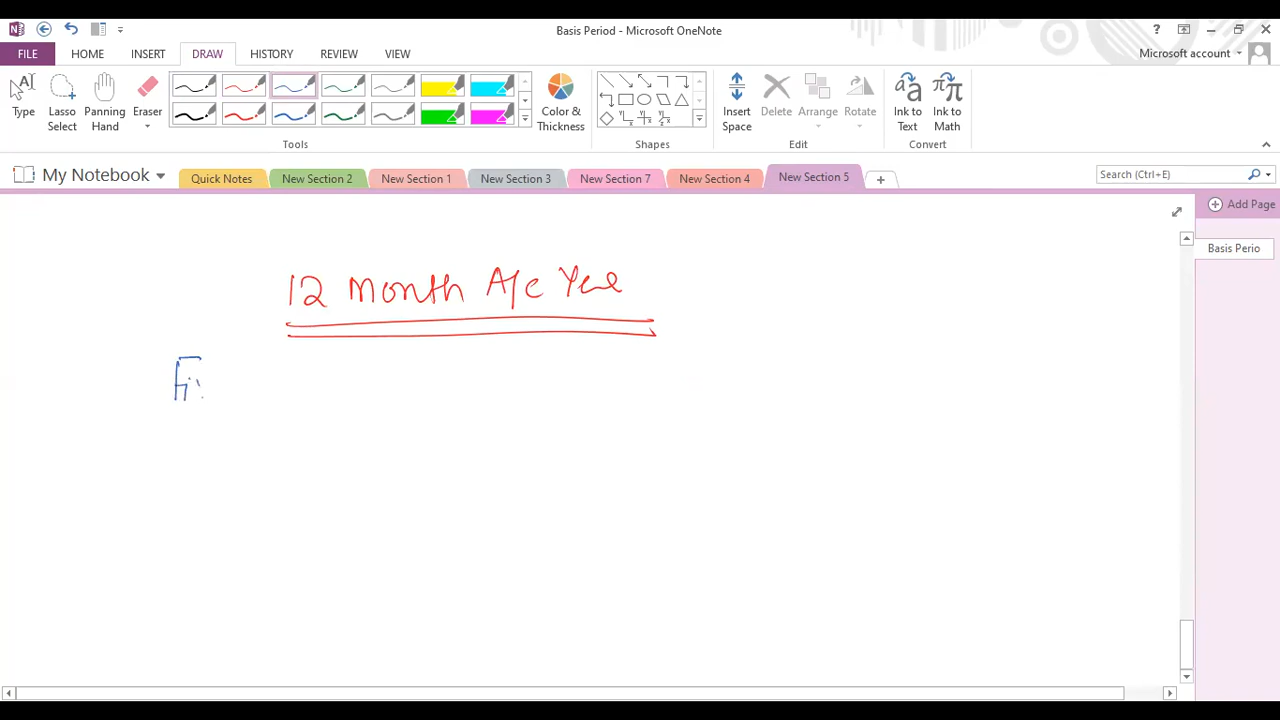 Basis Period - Microsoft OneNote
?
FILE HOME INSERT DRAW HISTORY REVIEW VIEW Microsoft account
Type Lasso Select Panning Hand Eraser Color & Thickness Insert Space Delete Arrange Rotate Ink to Text Ink to Math
Tools Shapes Edit Convert
My Notebook Quick Notes New Section 2 New Section 1 New Section 3 New Section 7 New Section 4 New Section 5 Search (Ctrl+E)
Add Page
Basis Perio
12 Month A/c Year